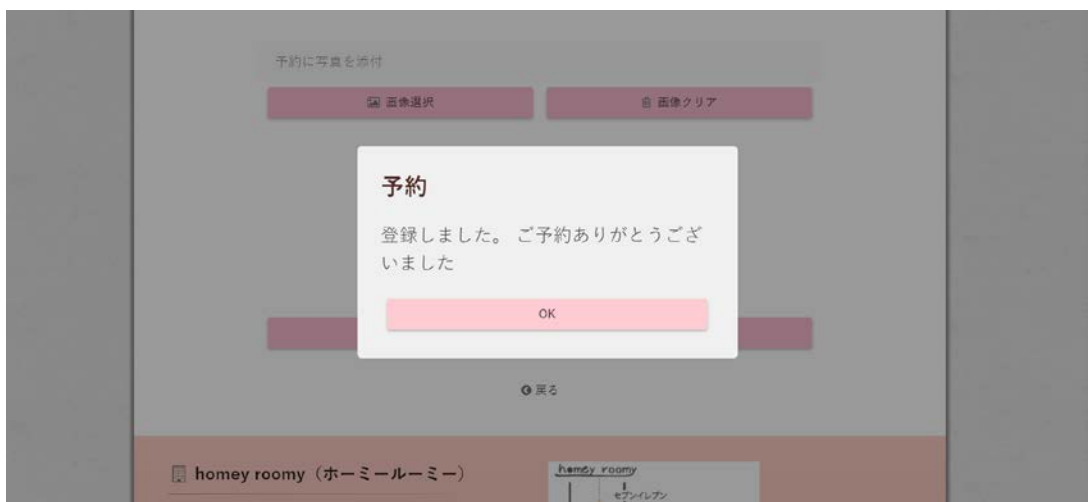 予約に写真を添付
画像選択
画像クリア
予約
登録しました。 ご予約ありがとうござ
いました
OK
戻る
homey roomy（ホーミールーミー）
homey roomy
セブンイレブン